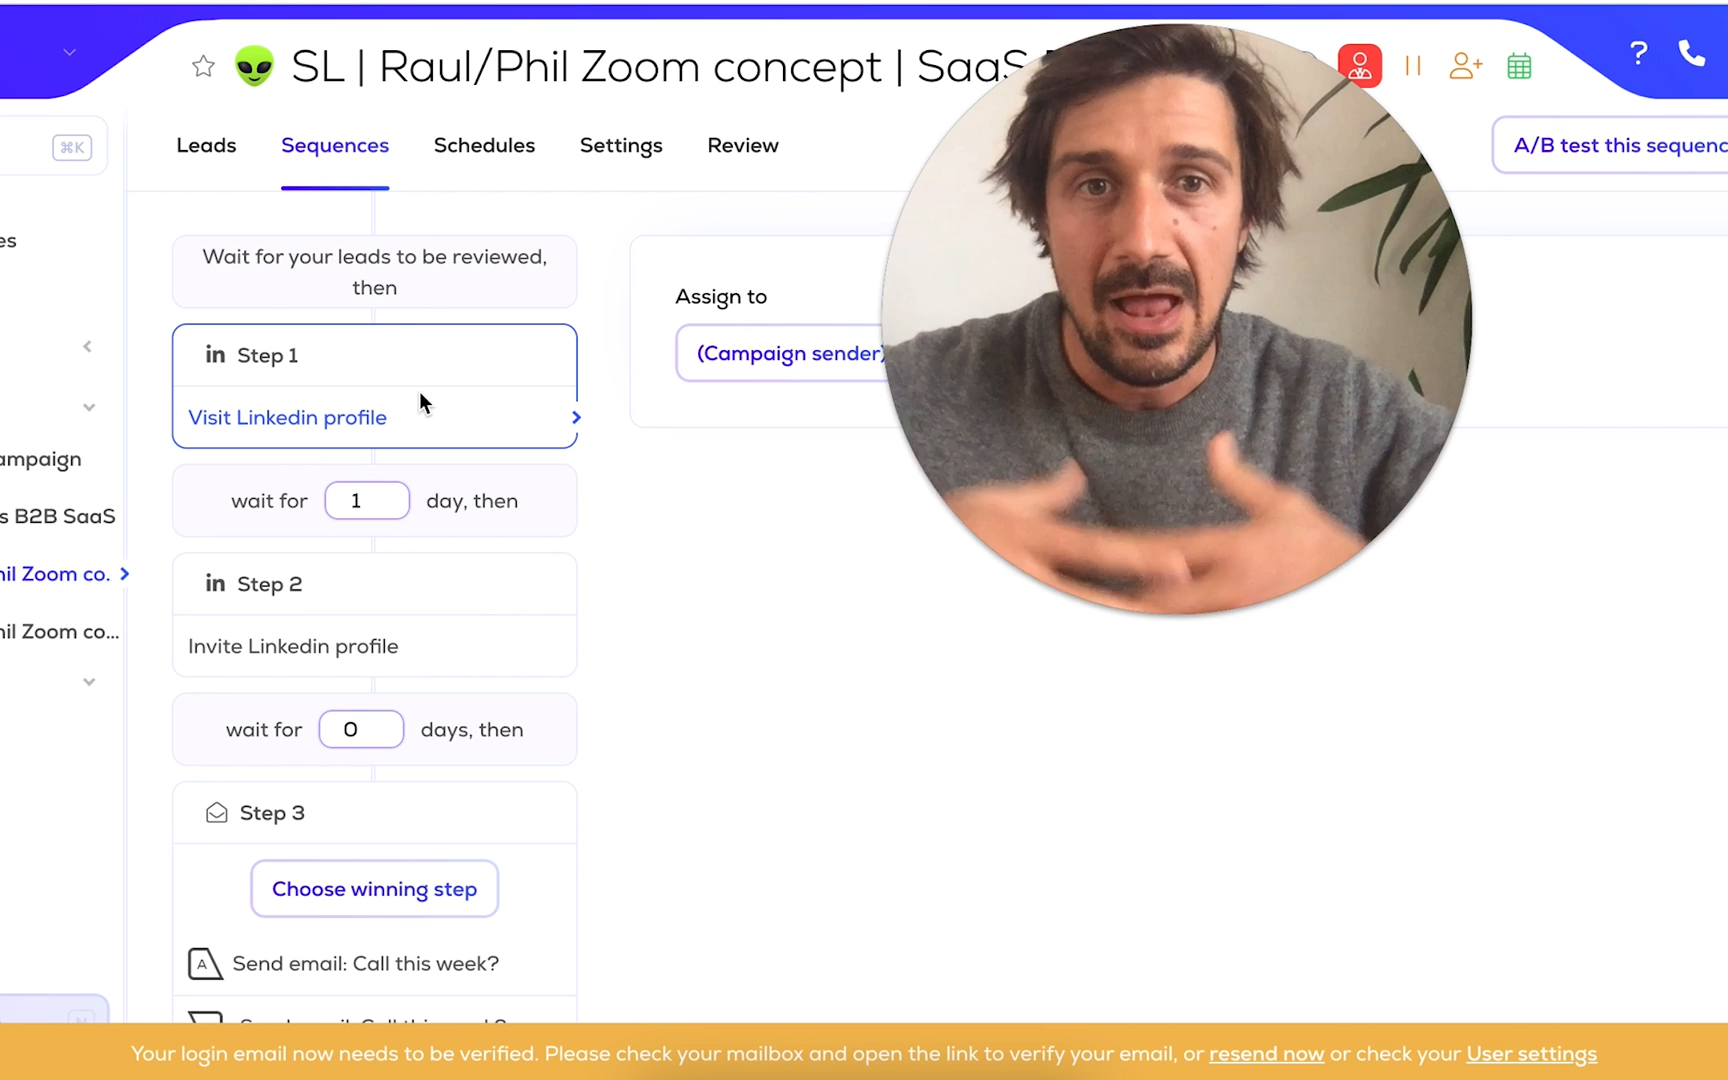 SL | Raul/Phil Zoom concept | SaaS
?
⌘K
Leads
Sequences
Schedules
Settings
Review
A/B test this sequenc
es
Wait for your leads to be reviewed,
then
Assign to
(Campaign sender)
in Step 1
Visit Linkedin profile
ampaign
wait for 1 day, then
s B2B SaaS
hil Zoom co.
in Step 2
hil Zoom co...
Invite Linkedin profile
wait for 0 days, then
Step 3
Choose winning step
A Send email: Call this week?
Your login email now needs to be verified. Please check your mailbox and open the link to verify your email, or resend now or check your User settings